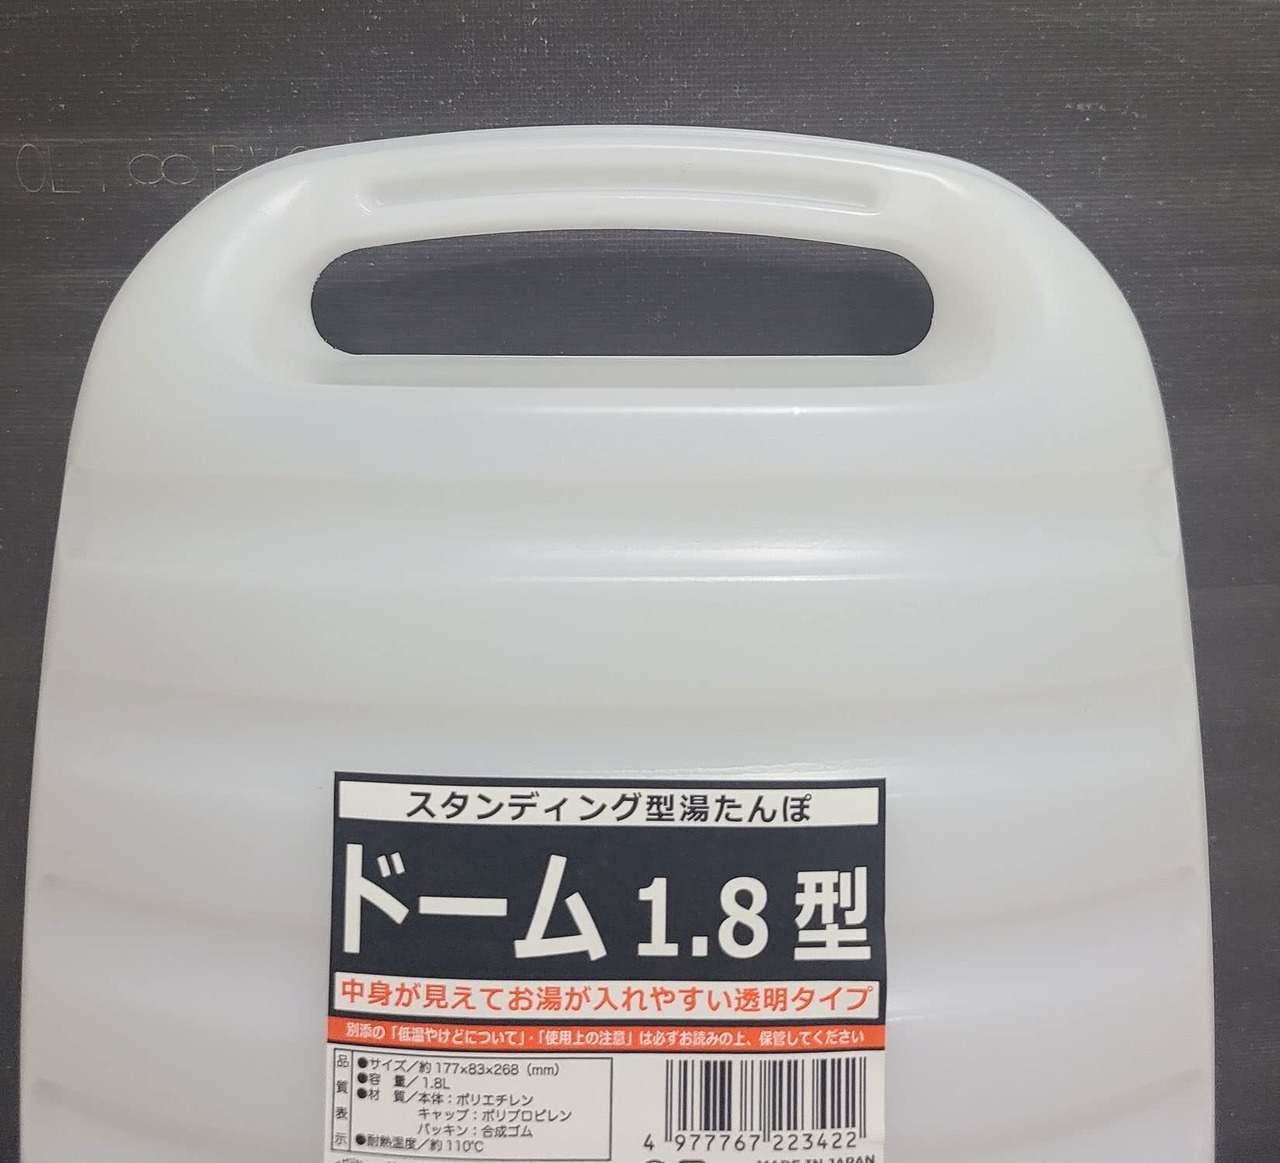 スタンディング型湯たんぽ
ドーム 1.8 型
中身が見えてお湯が入れやすい透明タイプ
別添の「低温やけどについて」・「使用上の注意」は必ずお読みの上、保管してください
品質表示
●サイズ/約177×83×268(mm)
●容 量/1.8L
●材 質/本体:ポリエチレン
キャップ:ポリプロピレン
パッキン:合成ゴム
●耐熱温度/約110℃
4 977767 223422
MADE IN JAPAN